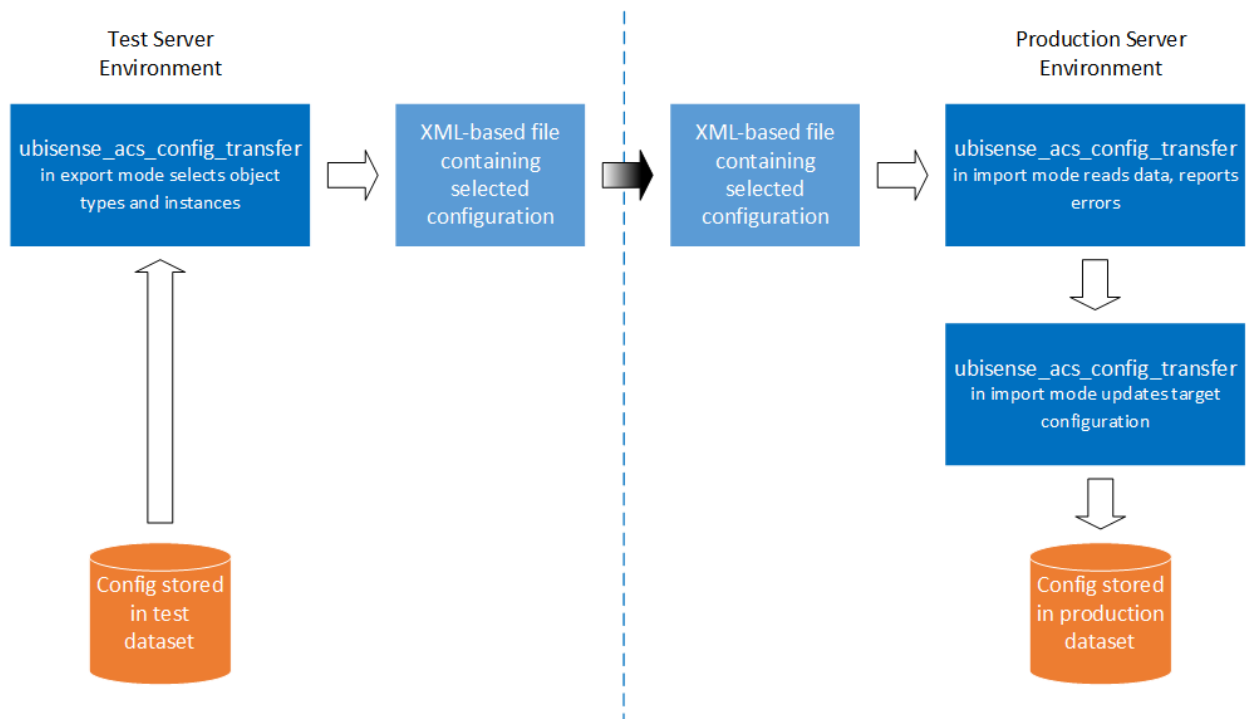 Test Server
Environment
ubisense_acs_config_transfer
in export mode selects object
types and instances
XML-based file
containing
selected
configuration
Config stored
in test
dataset
XML-based file
containing
selected
configuration
Production Server
Environment
ubisense_acs_config_transfer
in import mode reads data, reports
errors
ubisense_acs_config_transfer
in import mode updates target
configuration
Config stored
in production
dataset